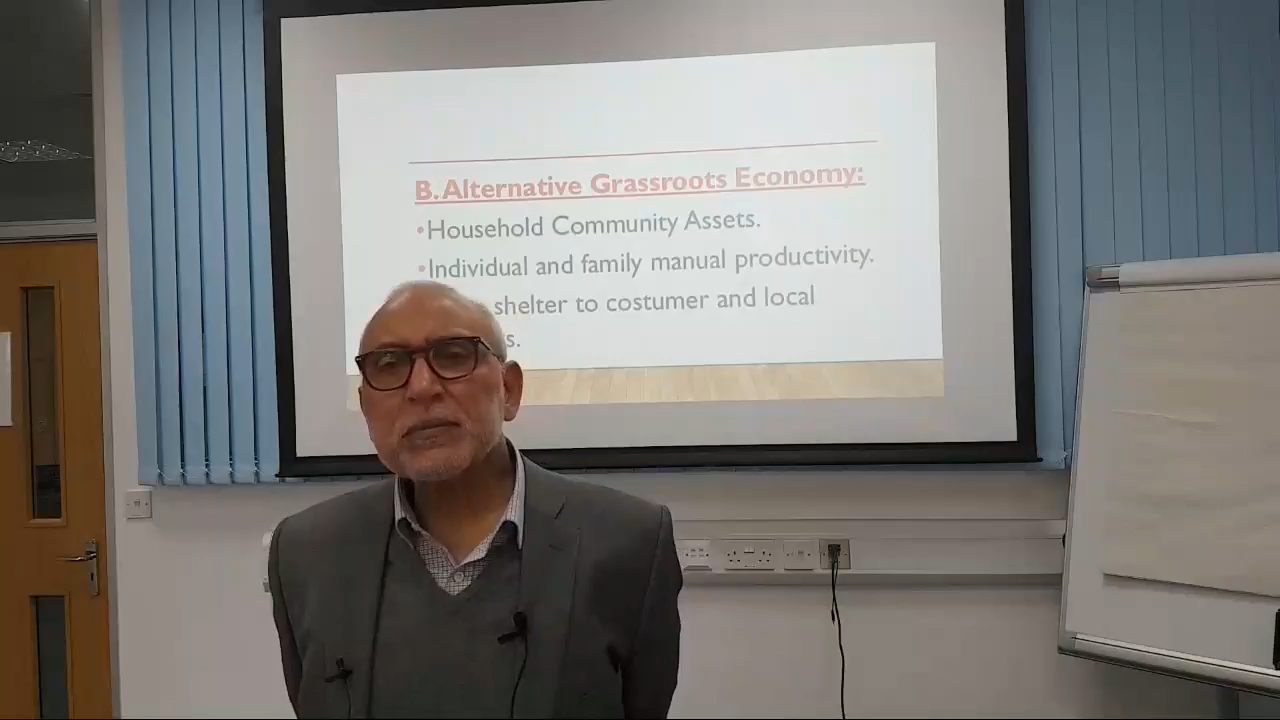 B. Alternative Grassroots Economy:
•Household Community Assets.
•Individual and family manual productivity.
shelter to costumer and local
s.